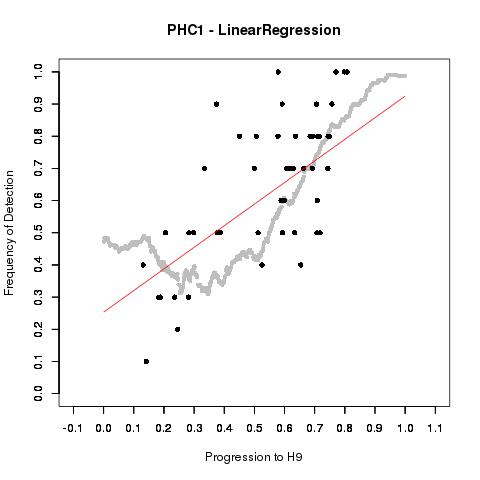 PHC1 - LinearRegression
Frequency of Detection
1.0
0.9
0.8
0.7
0.6
0.5
0.4
0.3
0.2
0.1
0.0
-0.1 0.0 0.1 0.2 0.3 0.4 0.5 0.6 0.7 0.8 0.9 1.0 1.1
Progression to H9